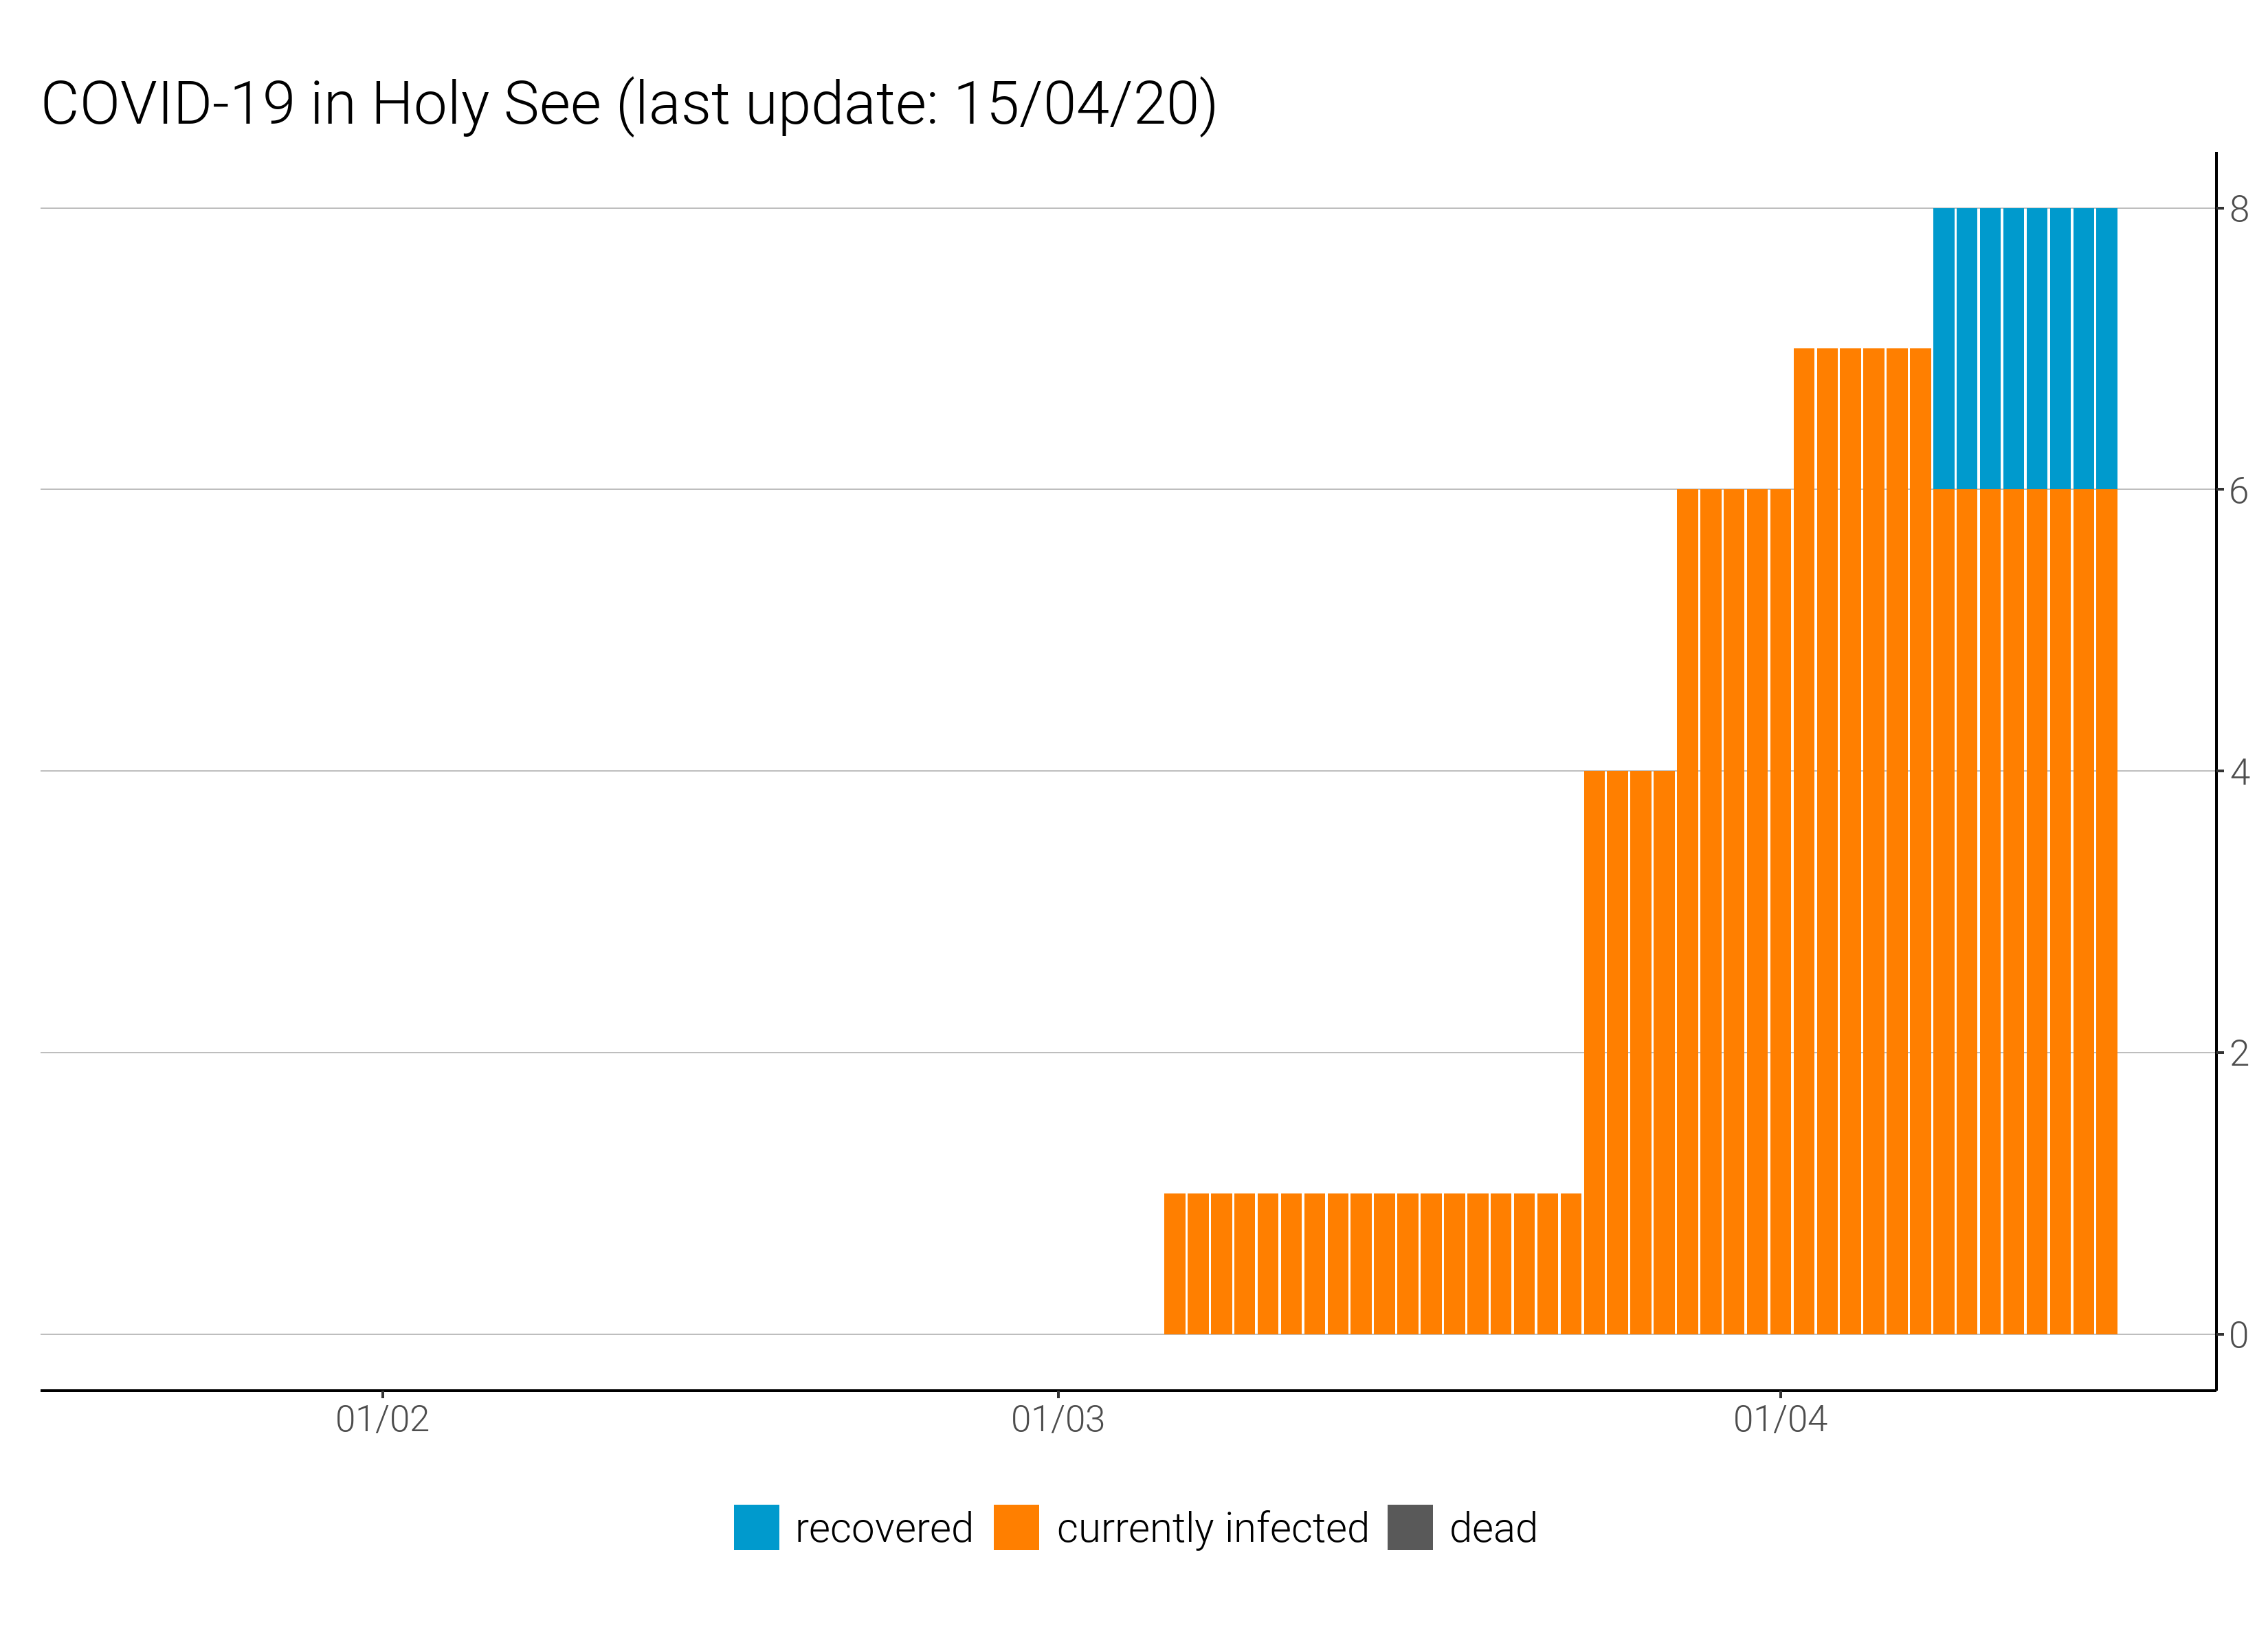 COVID-19 in Holy See (last update: 15/04/20)
8
6
4
2
0
01/02 01/03 01/04
recovered currently infected dead